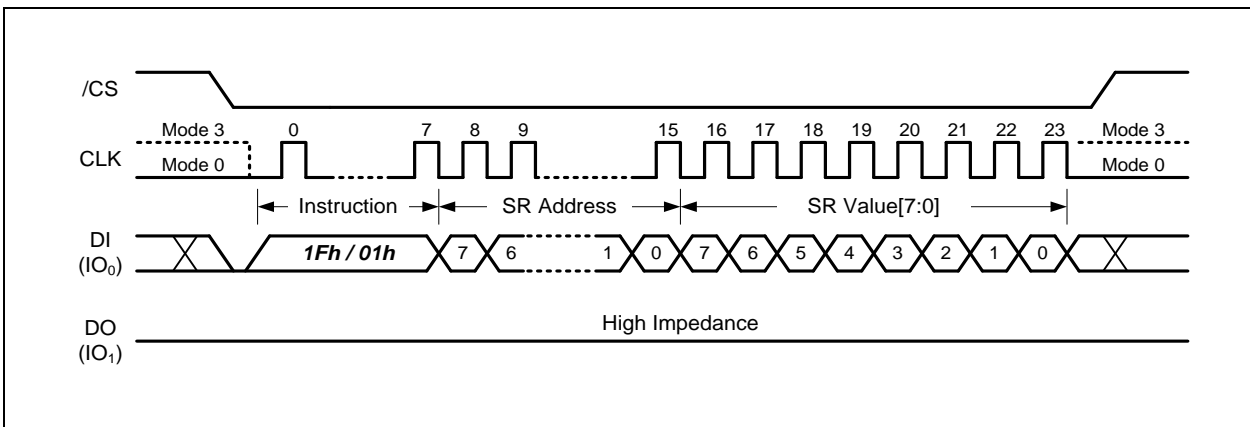 /CS
Mode 3 0 7 8 9 15 16 17 18 19 20 21 22 23 Mode 3
CLK Mode 0 Mode 0
Instruction SR Address SR Value[7:0]
DI
(IO₀) 1Fh / 01h 7 6 1 0 7 6 5 4 3 2 1 0
High Impedance
DO
(IO₁)